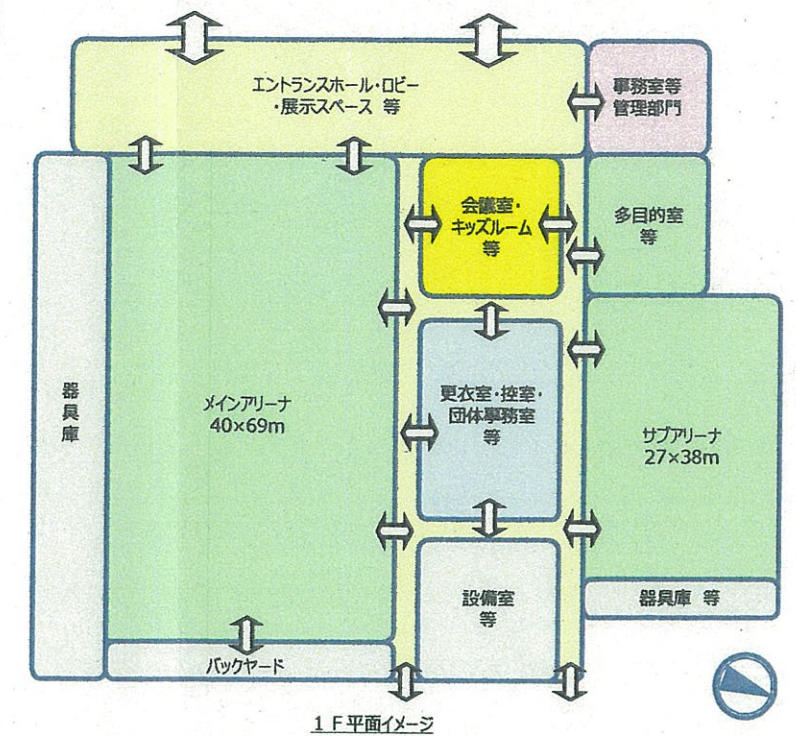 エントランスホール・ロビー
・展示スペース 等
事務室等
管理部門
会議室・
キッズルーム
等
多目的室
等
器具庫
メインアリーナ
40×69m
更衣室・控室・
団体事務室
等
サブアリーナ
27×38m
設備室
等
器具庫 等
バックヤード
1F平面イメージ